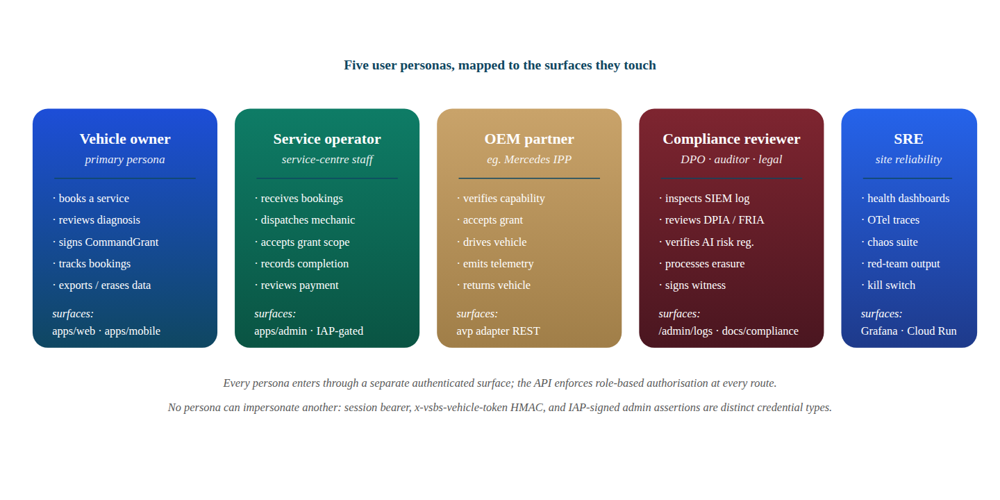 Five user personas, mapped to the surfaces they touch
Vehicle owner
primary persona
· books a service
· reviews diagnosis
· signs CommandGrant
· tracks bookings
· exports / erases data
surfaces:
apps/web · apps/mobile
Service operator
service-centre staff
· receives bookings
· dispatches mechanic
· accepts grant scope
· records completion
· reviews payment
surfaces:
apps/admin · IAP-gated
OEM partner
eg. Mercedes IPP
· verifies capability
· accepts grant
· drives vehicle
· emits telemetry
· returns vehicle
surfaces:
avp adapter REST
Compliance reviewer
DPO · auditor · legal
· inspects SIEM log
· reviews DPIA / FRIA
· verifies AI risk reg.
· processes erasure
· signs witness
surfaces:
/admin/logs · docs/compliance
SRE
site reliability
· health dashboards
· OTel traces
· chaos suite
· red-team output
· kill switch
surfaces:
Grafana · Cloud Run
Every persona enters through a separate authenticated surface; the API enforces role-based authorisation at every route.
No persona can impersonate another: session bearer, x-vsbs-vehicle-token HMAC, and IAP-signed admin assertions are distinct credential types.